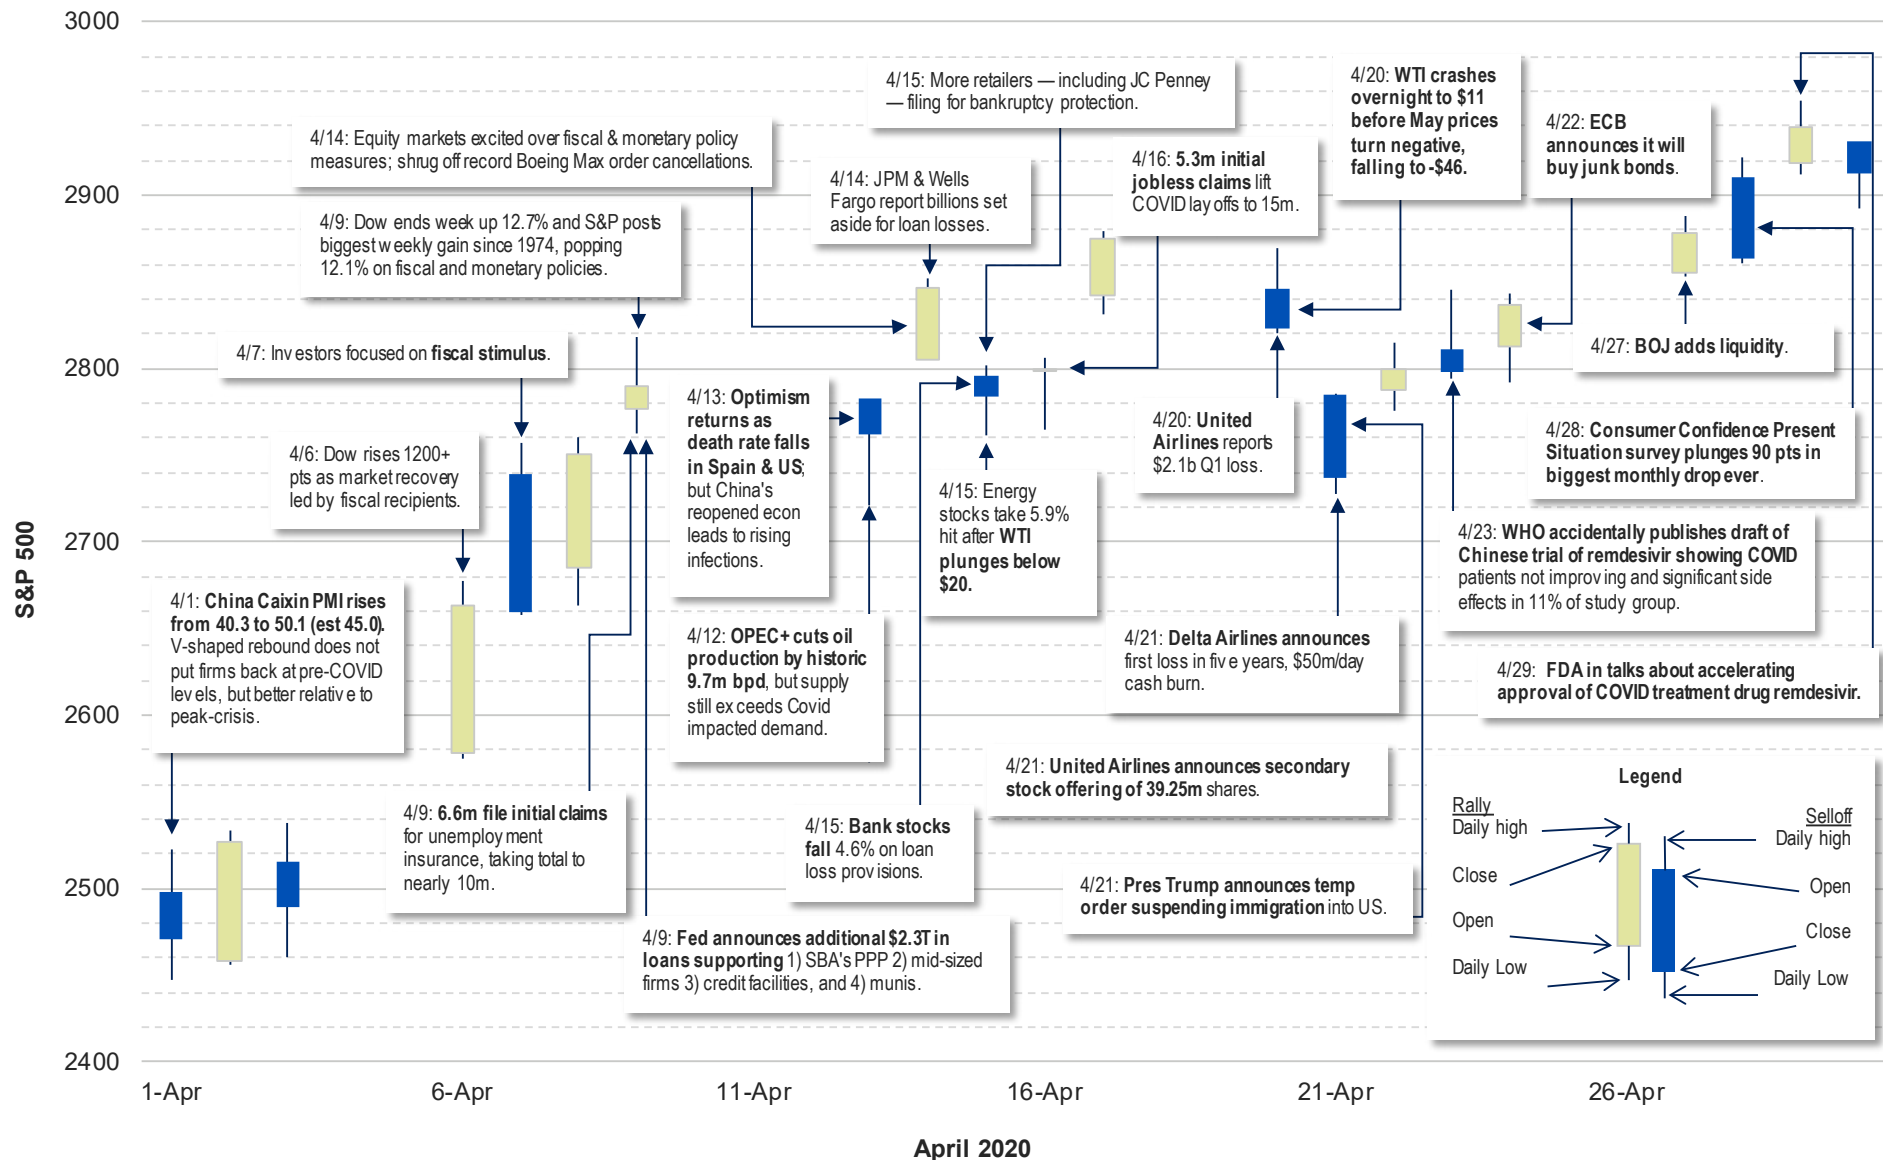 3000
2900
2800
2700
2600
2500
2400
S&P 500
1-Apr
6-Apr
11-Apr
16-Apr
21-Apr
26-Apr
April 2020
4/1: China Caixin PMI rises
from 40.3 to 50.1 (est 45.0).
V-shaped rebound does not
put firms back at pre-COVID
levels, but better relative to
peak-crisis.
4/6: Dow rises 1200+
pts as market recovery
led by fiscal recipients.
4/7: Investors focused on fiscal stimulus.
4/9: Dow ends week up 12.7% and S&P posts
biggest weekly gain since 1974, popping
12.1% on fiscal and monetary policies.
4/14: Equity markets excited over fiscal & monetary policy
measures; shrug off record Boeing Max order cancellations.
4/9: 6.6m file initial claims
for unemployment
insurance, taking total to
nearly 10m.
4/9: Fed announces additional $2.3T in
loans supporting 1) SBA's PPP 2) mid-sized
firms 3) credit facilities, and 4) munis.
4/13: Optimism
returns as
death rate falls
in Spain & US;
but China's
reopened econ
leads to rising
infections.
4/12: OPEC+ cuts oil
production by historic
9.7m bpd, but supply
still exceeds Covid
impacted demand.
4/14: JPM & Wells
Fargo report billions set
aside for loan losses.
4/15: More retailers — including JC Penney
— filing for bankruptcy protection.
4/15: Energy
stocks take 5.9%
hit after WTI
plunges below
$20.
4/15: Bank stocks
fall 4.6% on loan
loss provisions.
4/16: 5.3m initial
jobless claims lift
COVID layoffs to 15m.
4/20: WTI crashes
overnight to $11
before May prices
turn negative,
falling to -$46.
4/20: United
Airlines reports
$2.1b Q1 loss.
4/21: Delta Airlines announces
first loss in five years, $50m/day
cash burn.
4/21: United Airlines announces secondary
stock offering of 39.25m shares.
4/21: Pres Trump announces temp
order suspending immigration into US.
4/22: ECB
announces it will
buy junk bonds.
4/23: WHO accidentally publishes draft of
Chinese trial of remdesivir showing COVID
patients not improving and significant side
effects in 11% of study group.
4/27: BOJ adds liquidity.
4/28: Consumer Confidence Present
Situation survey plunges 90 pts in
biggest monthly drop ever.
4/29: FDA in talks about accelerating
approval of COVID treatment drug remdesivir.
Legend
Rally
Daily high
Close
Open
Daily Low
Selloff
Daily high
Open
Close
Daily Low